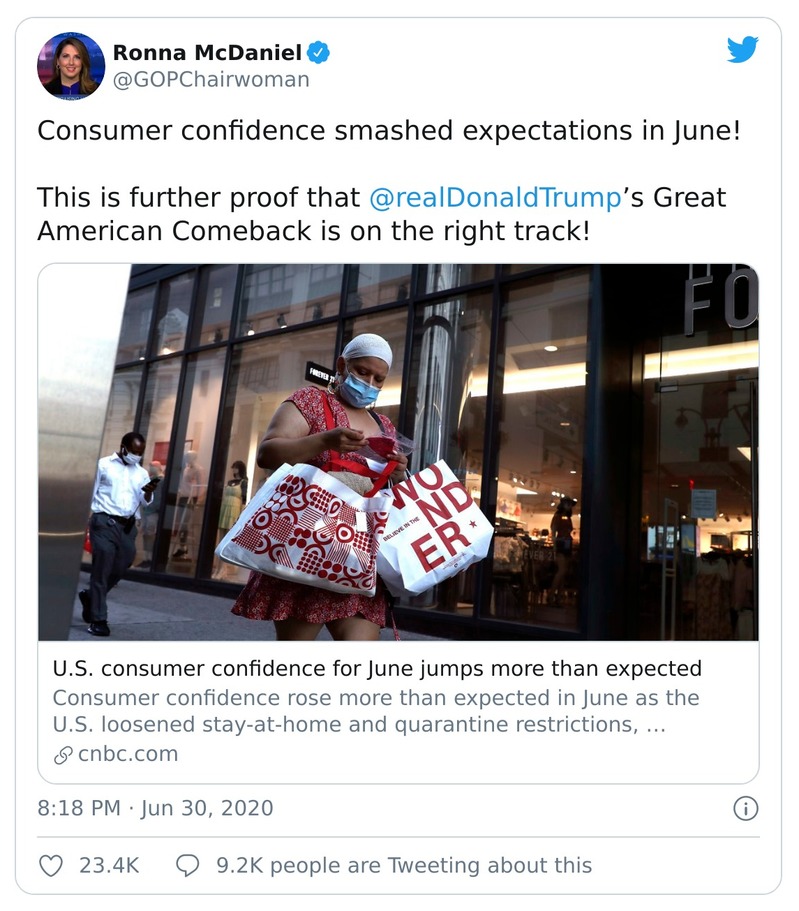 Ronna McDaniel
@GOPChairwoman
Consumer confidence smashed expectations in June!
This is further proof that @realDonaldTrump’s Great
American Comeback is on the right track!
FO
FOREVER 21
WO
ND
BELIEVE IN THE
ER
U.S. consumer confidence for June jumps more than expected
Consumer confidence rose more than expected in June as the
U.S. loosened stay-at-home and quarantine restrictions, …
cnbc.com
8:18 PM · Jun 30, 2020
23.4K
9.2K people are Tweeting about this